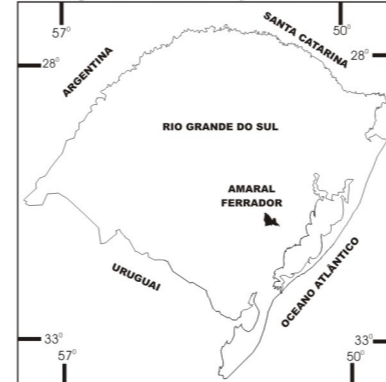 57°
50°
SANTA CATARINA
28°
28°
ARGENTINA
RIO GRANDE DO SUL
AMARAL
FERRADOR
URUGUAI
OCEANO ATLÂNTICO
33°
33°
57°
50°